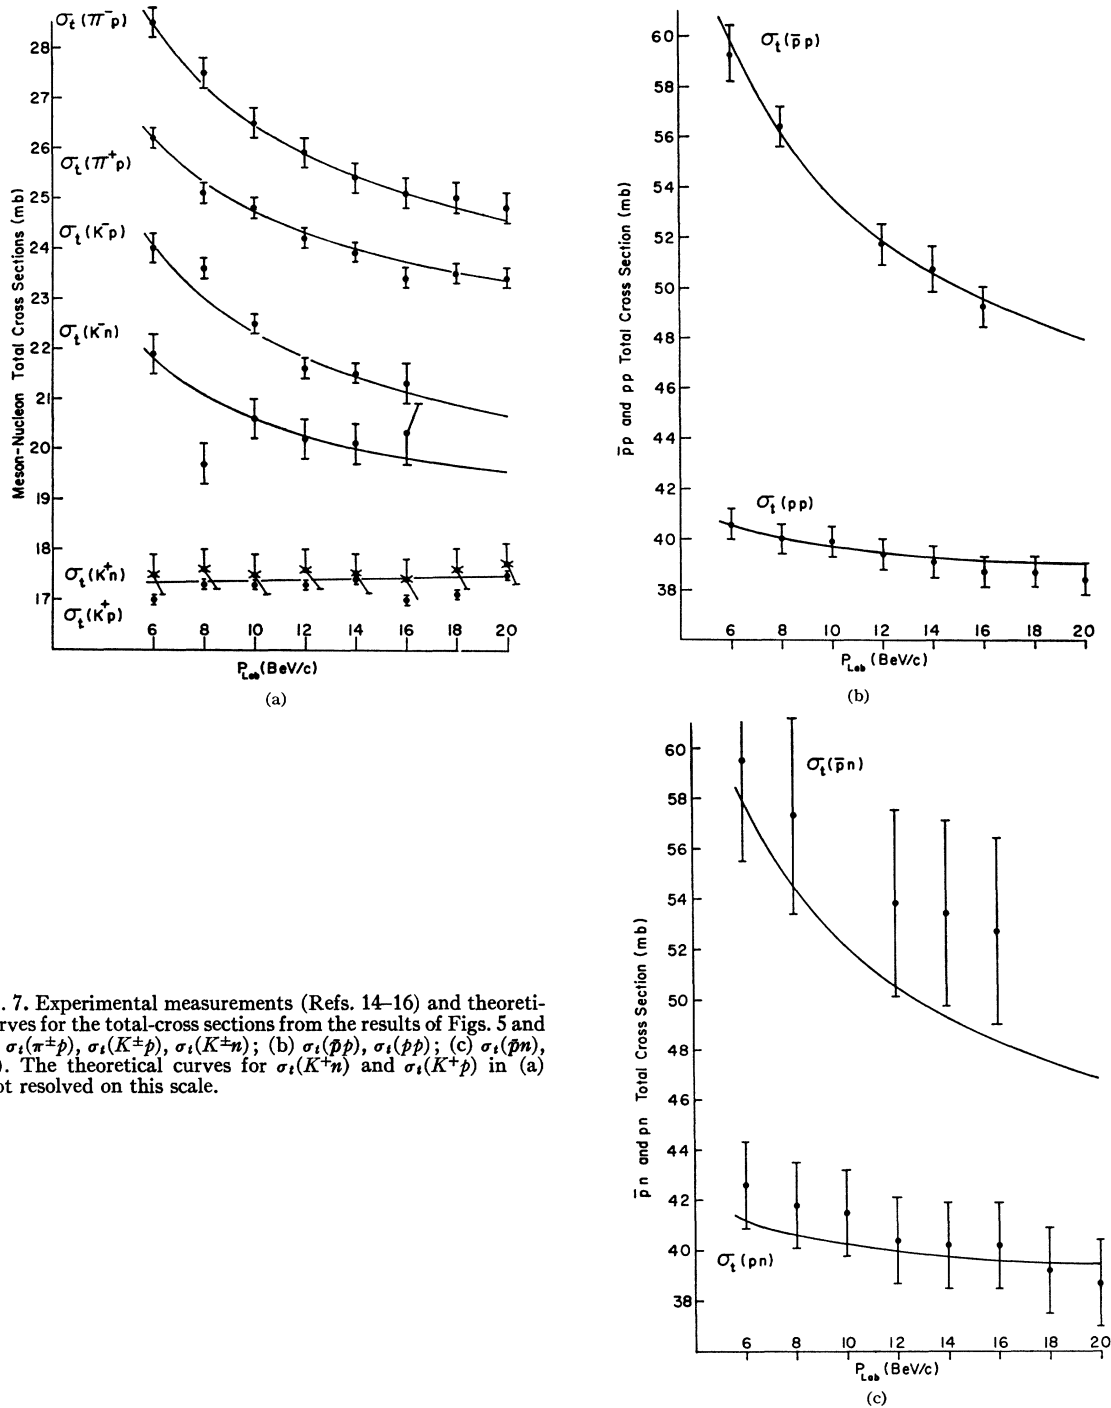 Meson-Nucleon Total Cross Sections (mb)
28
27
26
25
24
23
22
21
20
19
18
17
σt(π⁻p)
σt(π⁺p)
σt(K⁻p)
σt(K⁻n)
σt(K⁺n)
σt(K⁺p)
6 8 10 12 14 16 18 20
PLab(BeV/c)
(a)
p̄p and pp Total Cross Section (mb)
60
58
56
54
52
50
48
46
44
42
40
38
σt(p̄p)
σt(pp)
6 8 10 12 14 16 18 20
PLab(BeV/c)
(b)
. 7. Experimental measurements (Refs. 14–16) and theoreti-
rves for the total-cross sections from the results of Figs. 5 and
σt(π±p), σt(K±p), σt(K±n); (b) σt(p̄p), σt(pp); (c) σt(p̄n),
). The theoretical curves for σt(K⁺n) and σt(K⁺p) in (a)
ot resolved on this scale.
p̄n and pn Total Cross Section (mb)
60
58
56
54
52
50
48
46
44
42
40
38
σt(p̄n)
σt(pn)
6 8 10 12 14 16 18 20
PLab(BeV/c)
(c)